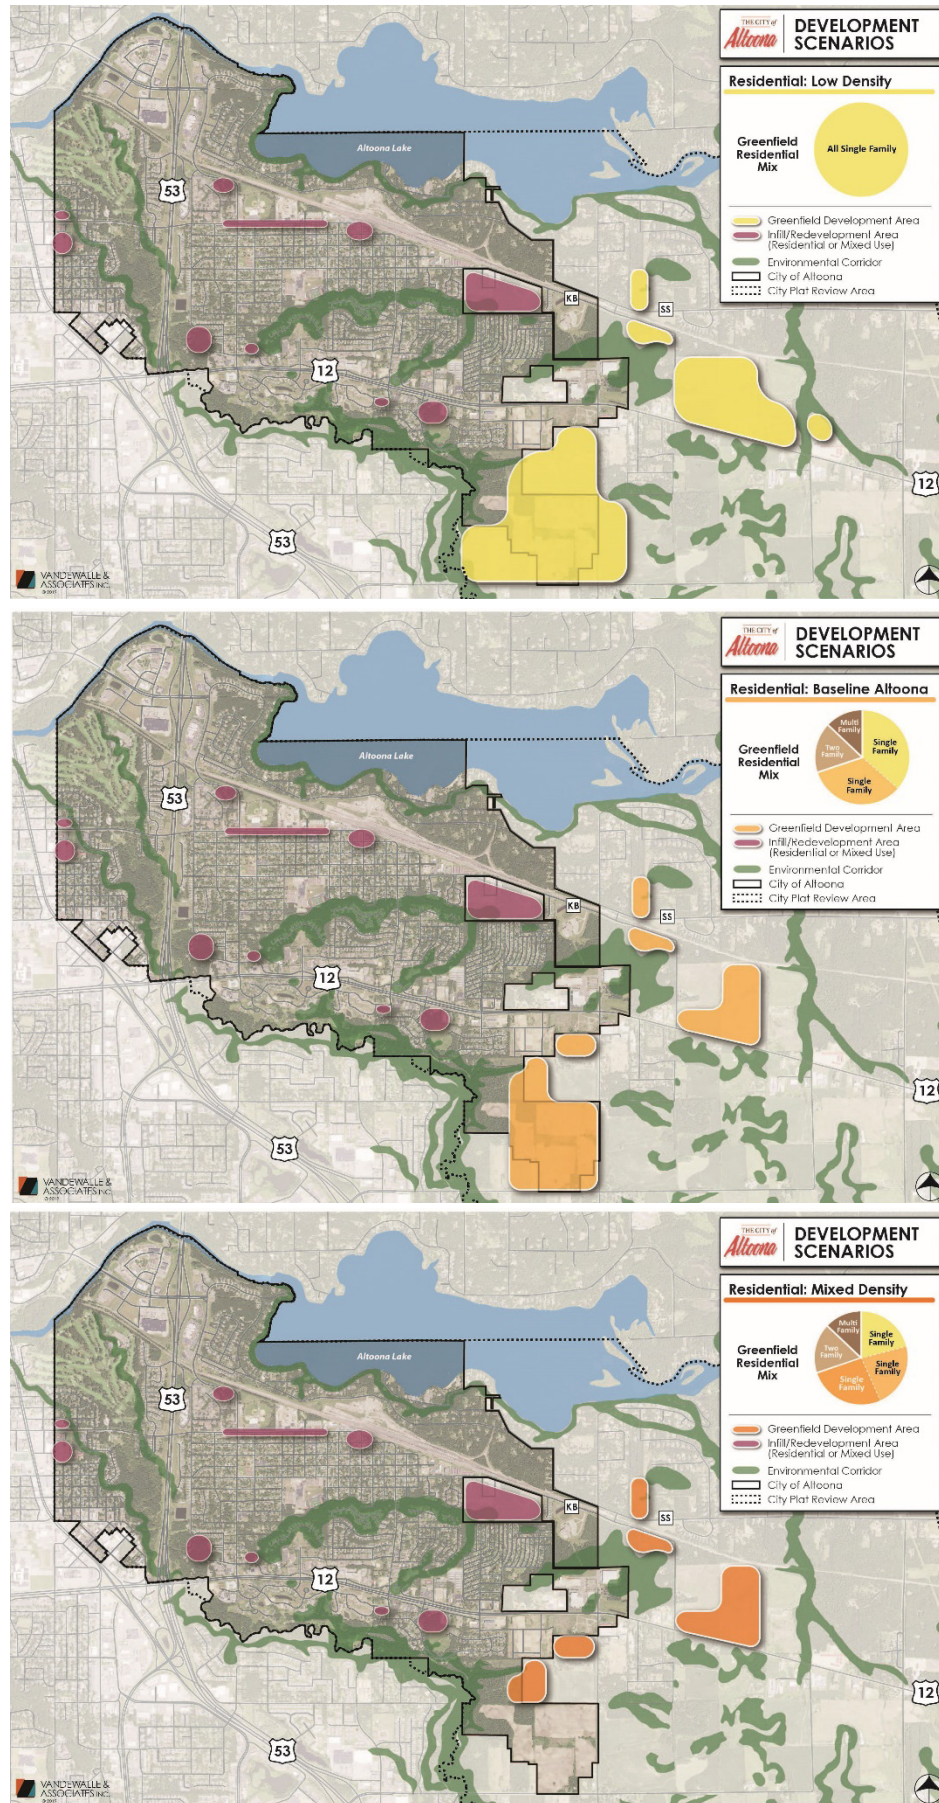 THE CITY of
Altoona
DEVELOPMENT
SCENARIOS
Residential: Low Density
Greenfield
Residential
Mix
All Single Family
Greenfield Development Area
Infill/Redevelopment Area
(Residential or Mixed Use)
Environmental Corridor
City of Altoona
City Plat Review Area
Altoona Lake
53
KB
SS
12
12
53
VANDEWALLE &
ASSOCIATES INC.
THE CITY of
Altoona
DEVELOPMENT
SCENARIOS
Residential: Baseline Altoona
Greenfield
Residential
Mix
Multi
Family
Single
Family
Two
Family
Single
Family
Greenfield Development Area
Infill/Redevelopment Area
(Residential or Mixed Use)
Environmental Corridor
City of Altoona
City Plat Review Area
Altoona Lake
53
KB
SS
12
12
53
VANDEWALLE &
ASSOCIATES INC.
THE CITY of
Altoona
DEVELOPMENT
SCENARIOS
Residential: Mixed Density
Greenfield
Residential
Mix
Multi
Family
Single
Family
Two
Family
Single
Family
Single
Family
Greenfield Development Area
Infill/Redevelopment Area
(Residential or Mixed Use)
Environmental Corridor
City of Altoona
City Plat Review Area
Altoona Lake
53
KB
SS
12
12
53
VANDEWALLE &
ASSOCIATES INC.